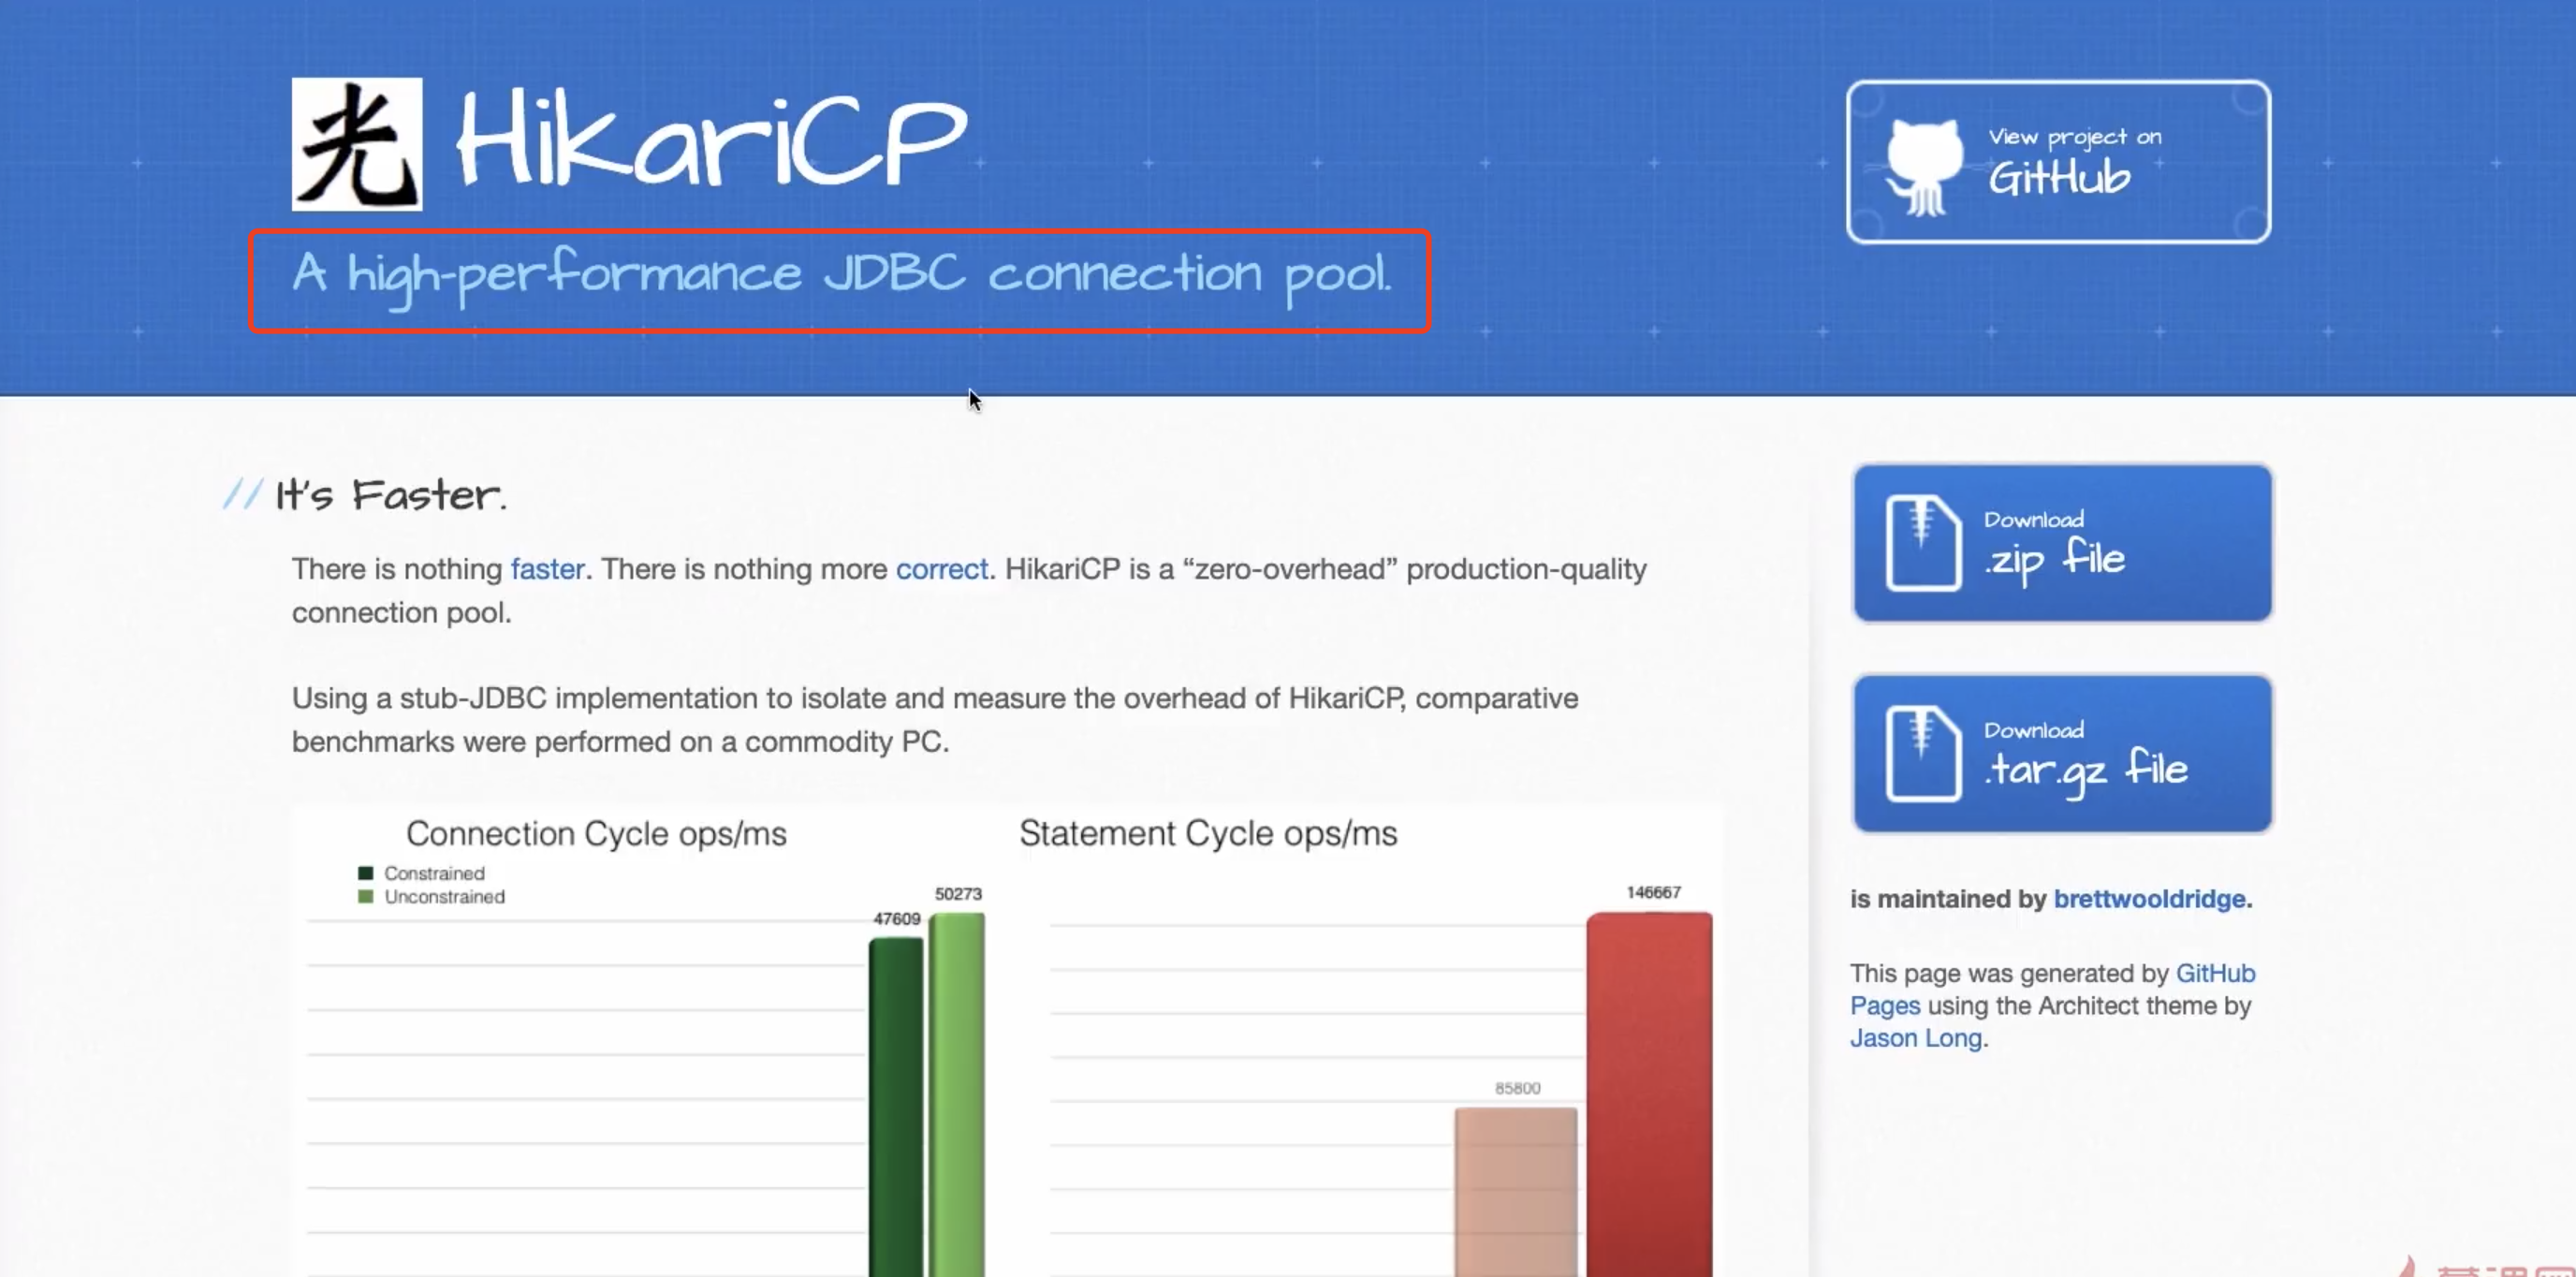 光 HikariCP
A high-performance JDBC connection pool.
View project on
GitHub
// It's Faster.
There is nothing faster. There is nothing more correct. HikariCP is a “zero-overhead” production-quality
connection pool.
Using a stub-JDBC implementation to isolate and measure the overhead of HikariCP, comparative
benchmarks were performed on a commodity PC.
Connection Cycle ops/ms
Constrained
Unconstrained
47609
50273
Statement Cycle ops/ms
85800
146667
Download
.zip file
Download
.tar.gz file
is maintained by brettwooldridge.
This page was generated by GitHub
Pages using the Architect theme by
Jason Long.